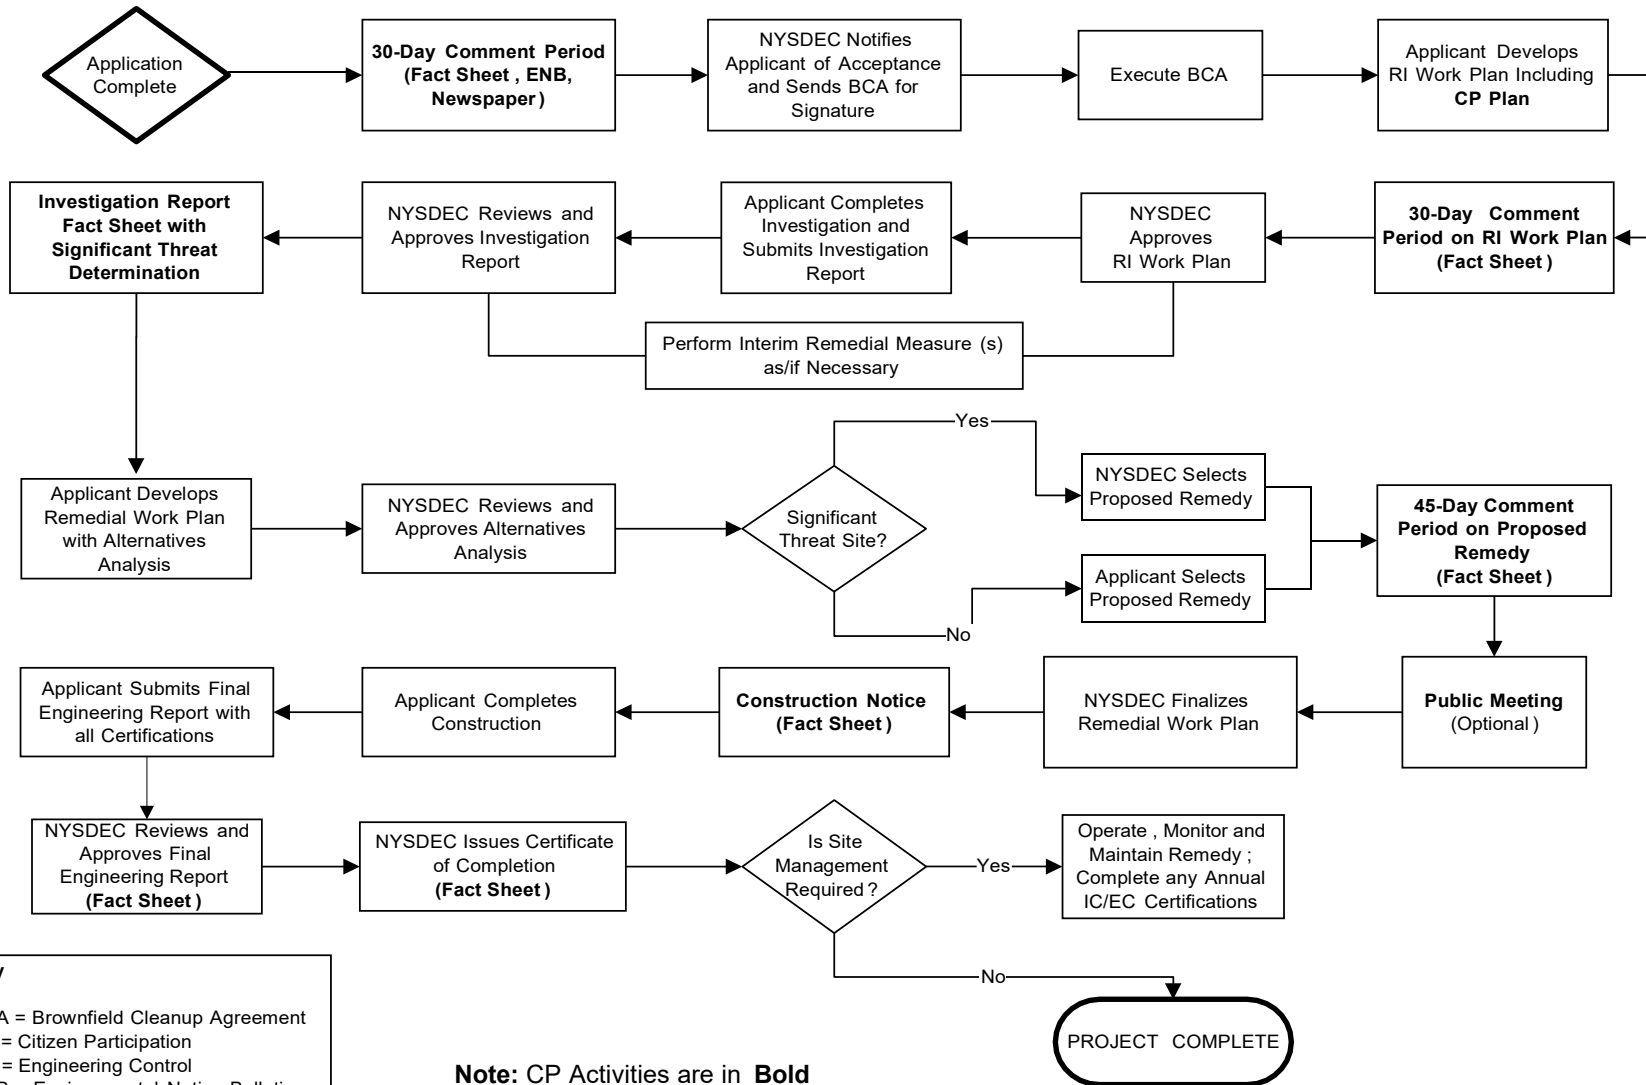 Application
Complete
30-Day Comment Period
(Fact Sheet , ENB,
Newspaper )
NYSDEC Notifies
Applicant of Acceptance
and Sends BCA for
Signature
Execute BCA
Applicant Develops
RI Work Plan Including
CP Plan
Investigation Report
Fact Sheet with
Significant Threat
Determination
NYSDEC Reviews and
Approves Investigation
Report
Applicant Completes
Investigation and
Submits Investigation
Report
NYSDEC
Approves
RI Work Plan
30-Day Comment
Period on RI Work Plan
(Fact Sheet )
Perform Interim Remedial Measure (s)
as/if Necessary
Applicant Develops
Remedial Work Plan
with Alternatives
Analysis
NYSDEC Reviews and
Approves Alternatives
Analysis
Significant
Threat Site?
Yes
No
NYSDEC Selects
Proposed Remedy
Applicant Selects
Proposed Remedy
45-Day Comment
Period on Proposed
Remedy
(Fact Sheet )
Applicant Submits Final
Engineering Report with
all Certifications
Applicant Completes
Construction
Construction Notice
(Fact Sheet )
NYSDEC Finalizes
Remedial Work Plan
Public Meeting
(Optional )
NYSDEC Reviews and
Approves Final
Engineering Report
(Fact Sheet )
NYSDEC Issues Certificate
of Completion
(Fact Sheet )
Is Site
Management
Required ?
Yes
Operate , Monitor and
Maintain Remedy ;
Complete any Annual
IC/EC Certifications
No
PROJECT COMPLETE
A = Brownfield Cleanup Agreement
= Citizen Participation
= Engineering Control
Note: CP Activities are in Bold